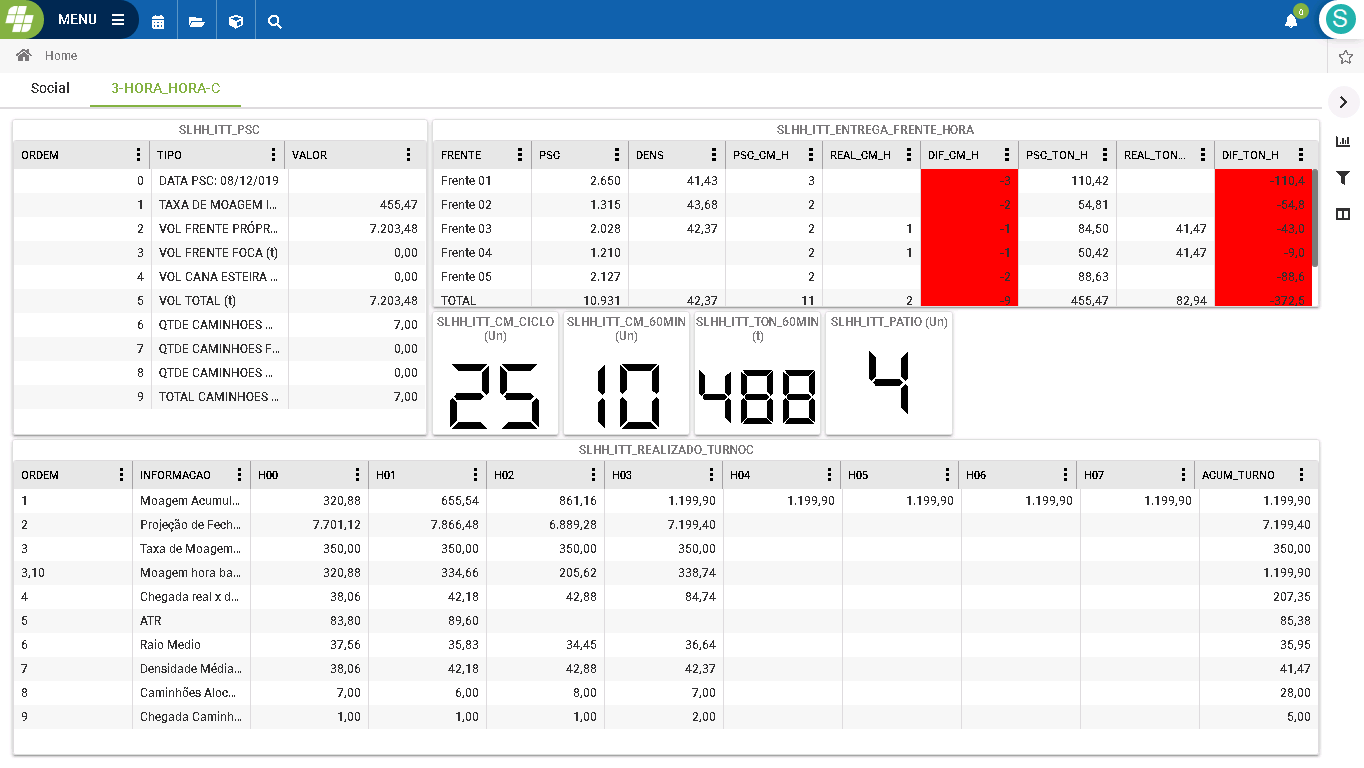 MENU
0
S
Home
Social 3-HORA_HORA-C
SLHH_ITT_PSC
ORDEM TIPO VALOR
0 DATA PSC: 08/12/019
1 TAXA DE MOAGEM I... 455,47
2 VOL FRENTE PRÓPR... 7.203,48
3 VOL FRENTE FOCA (t) 0,00
4 VOL CANA ESTEIRA ... 0,00
5 VOL TOTAL (t) 7.203,48
6 QTDE CAMINHOES ... 7,00
7 QTDE CAMINHOES F... 0,00
8 QTDE CAMINHOES ... 0,00
9 TOTAL CAMINHOES ... 7,00
SLHH_ITT_ENTREGA_FRENTE_HORA
FRENTE PSC DENS PSC_CM_H REAL_CM_H DIF_CM_H PSC_TON_H REAL_TON... DIF_TON_H
Frente 01 2.650 41,43 3 -3 110,42 -110,4
Frente 02 1.315 43,68 2 -2 54,81 -54,8
Frente 03 2.028 42,37 2 1 -1 84,50 41,47 -43,0
Frente 04 1.210 2 1 -1 50,42 41,47 -9,0
Frente 05 2.127 2 -2 88,63 -88,6
TOTAL 10.931 42,37 11 2 -9 455,47 82,94 -372,5
SLHH_ITT_CM_CICLO
(Un)
25
SLHH_ITT_CM_60MIN
(Un)
10
SLHH_ITT_TON_60MIN
(t)
488
SLHH_ITT_PATIO (Un)
4
SLHH_ITT_REALIZADO_TURNOC
ORDEM INFORMACAO H00 H01 H02 H03 H04 H05 H06 H07 ACUM_TURNO
1 Moagem Acumul... 320,88 655,54 861,16 1.199,90 1.199,90 1.199,90 1.199,90 1.199,90 1.199,90
2 Projeção de Fech... 7.701,12 7.866,48 6.889,28 7.199,40 7.199,40
3 Taxa de Moagem... 350,00 350,00 350,00 350,00 350,00
3,10 Moagem hora ba... 320,88 334,66 205,62 338,74 1.199,90
4 Chegada real x d... 38,06 42,18 42,88 84,74 207,35
5 ATR 83,80 89,60 85,38
6 Raio Medio 37,56 35,83 34,45 36,64 35,95
7 Densidade Média... 38,06 42,18 42,88 42,37 41,47
8 Caminhões Aloc... 7,00 6,00 8,00 7,00 28,00
9 Chegada Caminh... 1,00 1,00 1,00 2,00 5,00